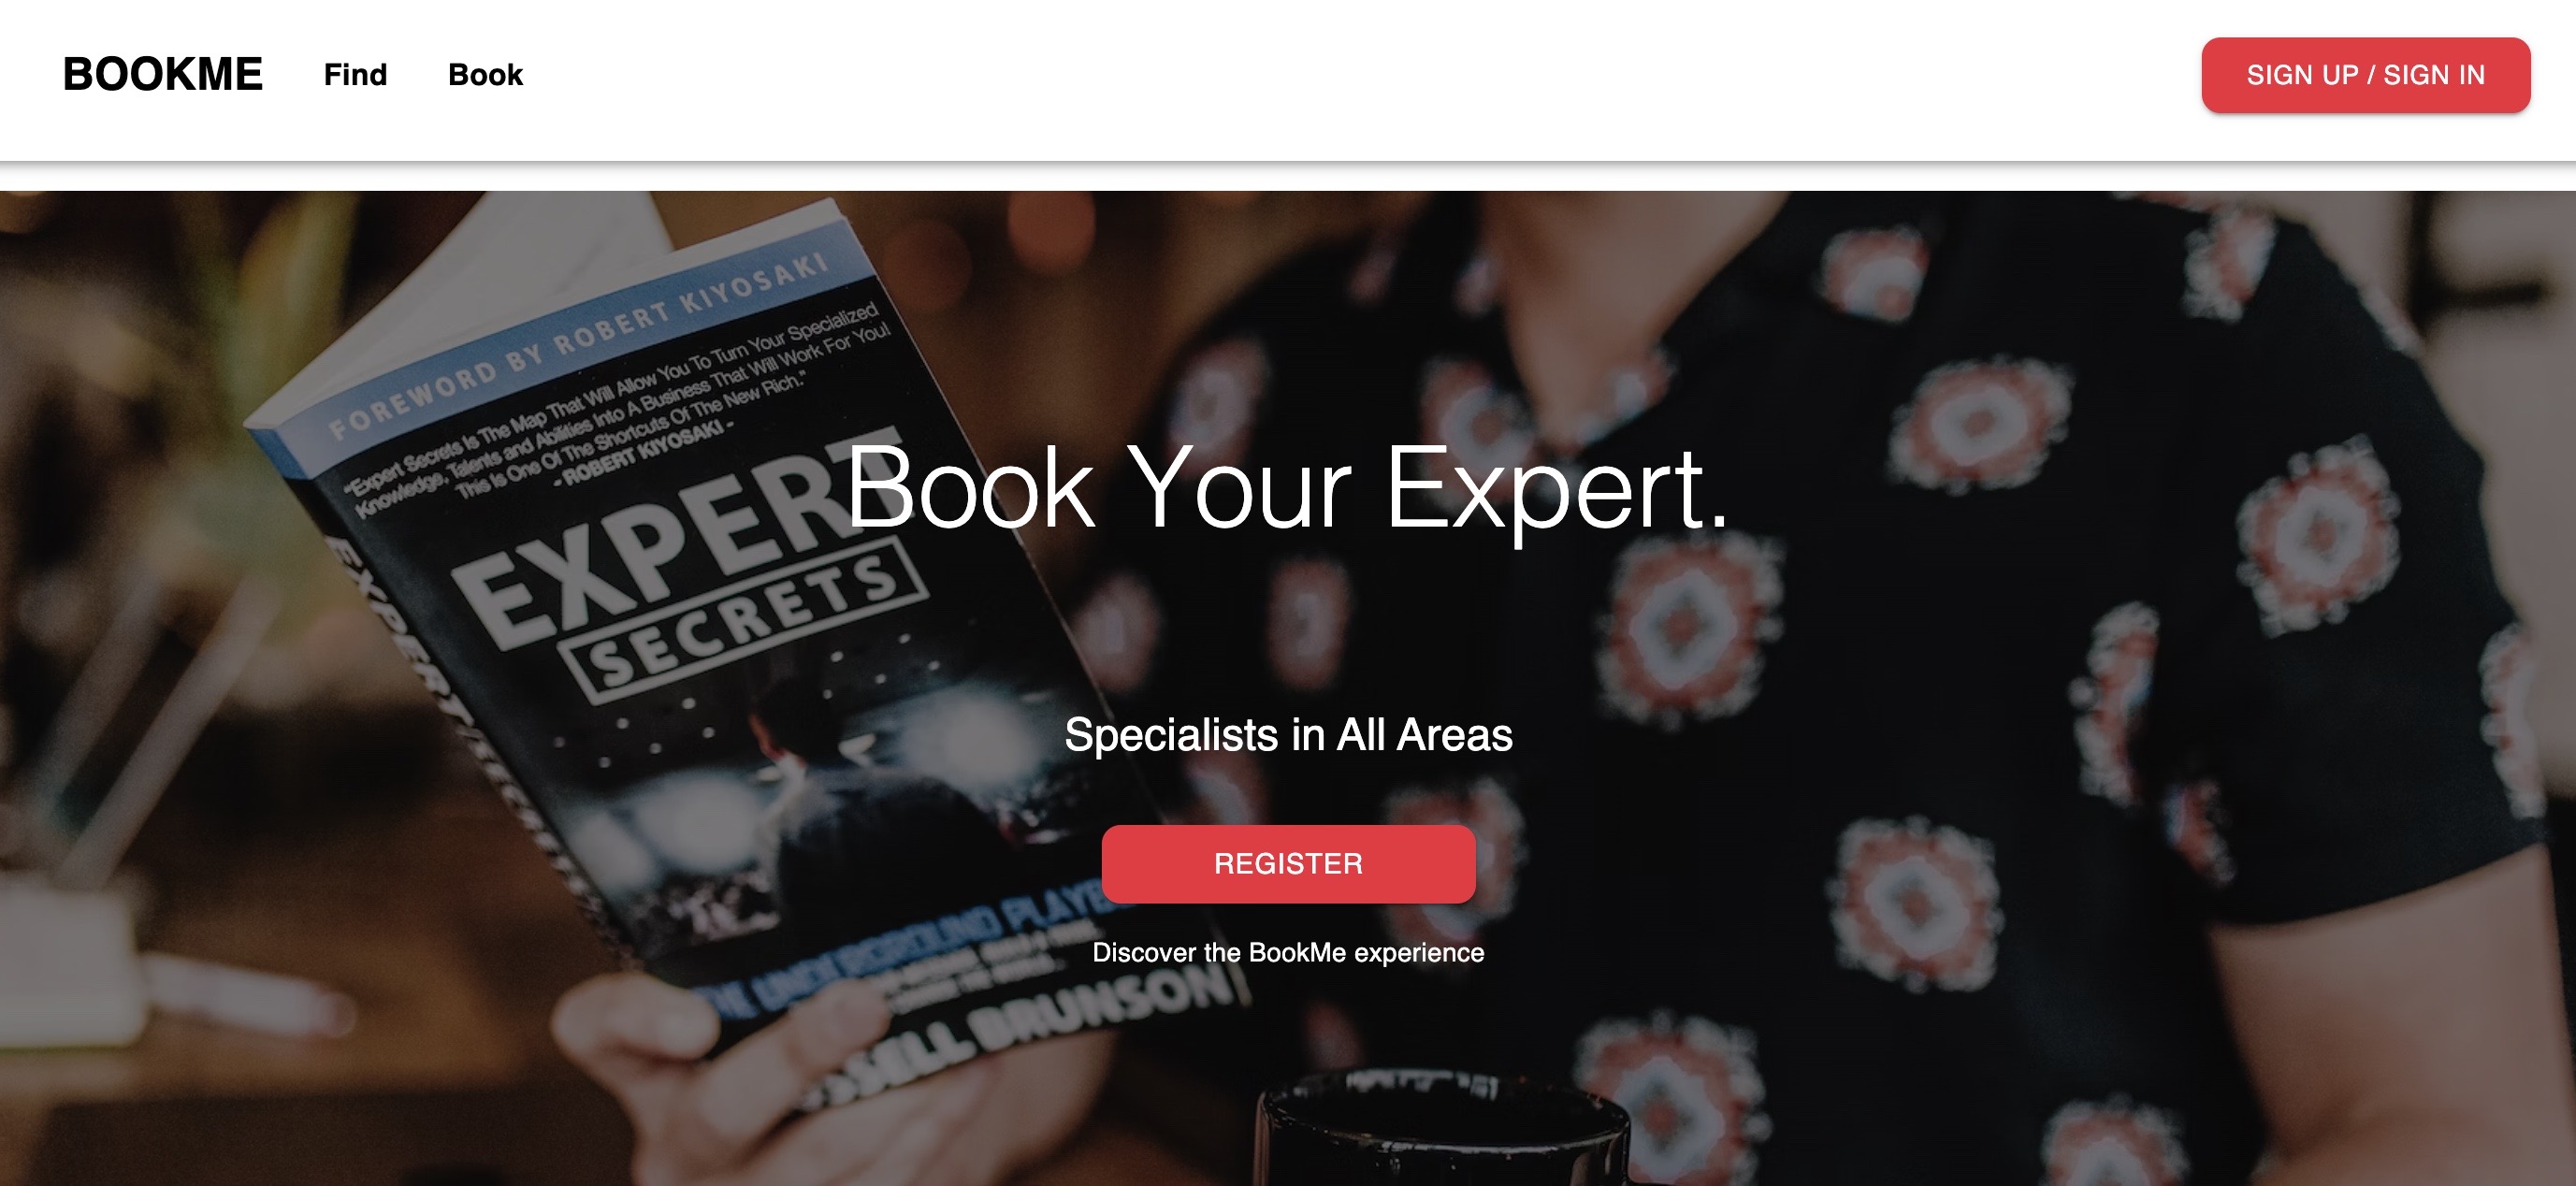 BOOKME
Find
Book
SIGN UP / SIGN IN
FOREWORD BY ROBERT KIYOSAKI
"Expert Secrets Is The Map That Will Allow You To Turn Your Specialized
Knowledge, Talents and Abilities Into A Business That Will Work For You!
This Is One Of The Shortcuts Of The New Rich."
- ROBERT KIYOSAKI -
EXPERT
SECRETS
EXPERT
Book Your Expert.
Specialists in All Areas
REGISTER
Discover the BookMe experience
THE UNDERGROUND
BRUNSON